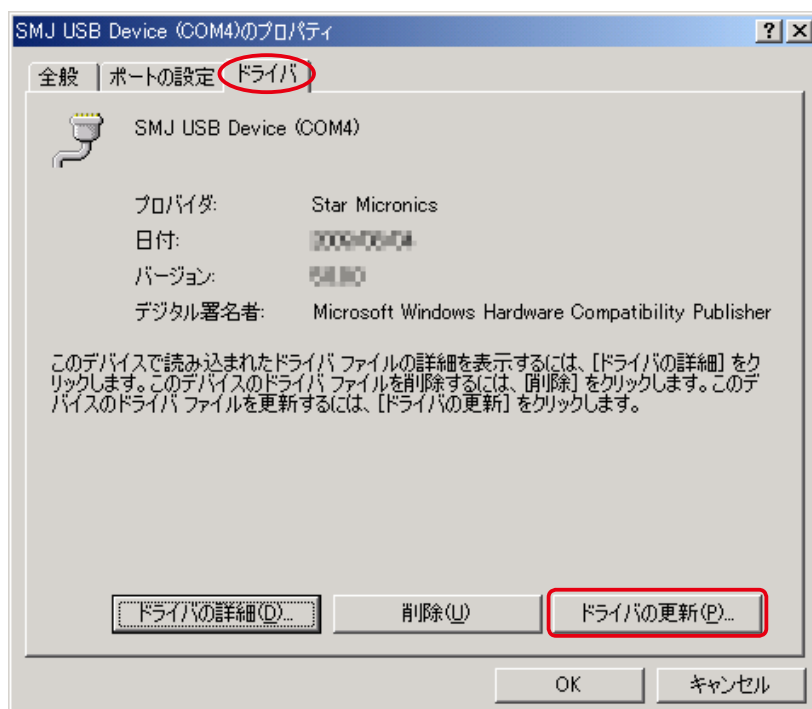 SMJ USB Device (COM4)のプロパティ
全般 ポートの設定 ドライバ
SMJ USB Device (COM4)
プロバイダ: Star Micronics
日付:
バージョン:
デジタル署名者: Microsoft Windows Hardware Compatibility Publisher
このデバイスで読み込まれたドライバ ファイルの詳細を表示するには、[ドライバの詳細] をク
リックします。このデバイスのドライバ ファイルを削除するには、[削除] をクリックします。このデ
バイスのドライバ ファイルを更新するには、[ドライバの更新] をクリックします。
ドライバの詳細(D)... 削除(U) ドライバの更新(P)...
OK キャンセル